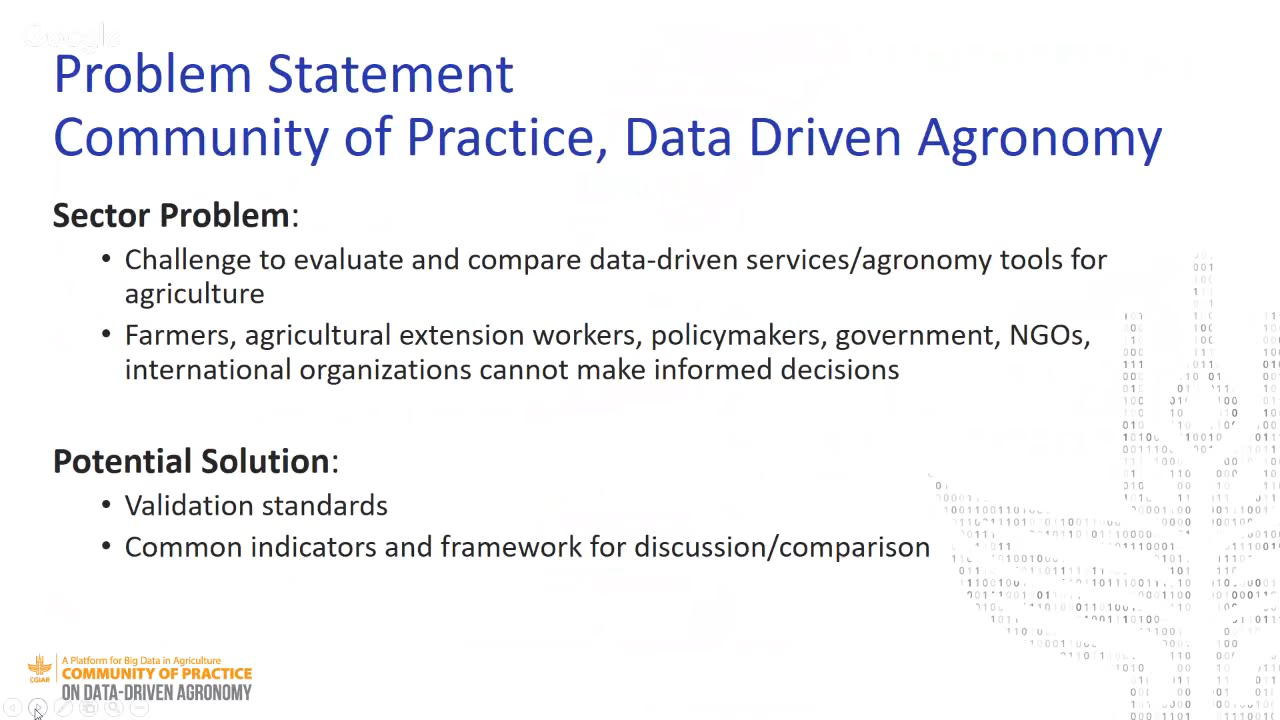 Google
Problem Statement
Community of Practice, Data Driven Agronomy
Sector Problem:
• Challenge to evaluate and compare data-driven services/agronomy tools for
agriculture
• Farmers, agricultural extension workers, policymakers, government, NGOs,
international organizations cannot make informed decisions
Potential Solution:
• Validation standards
• Common indicators and framework for discussion/comparison
A Platform for Big Data in Agriculture
COMMUNITY OF PRACTICE
ON DATA-DRIVEN AGRONOMY
CGIAR